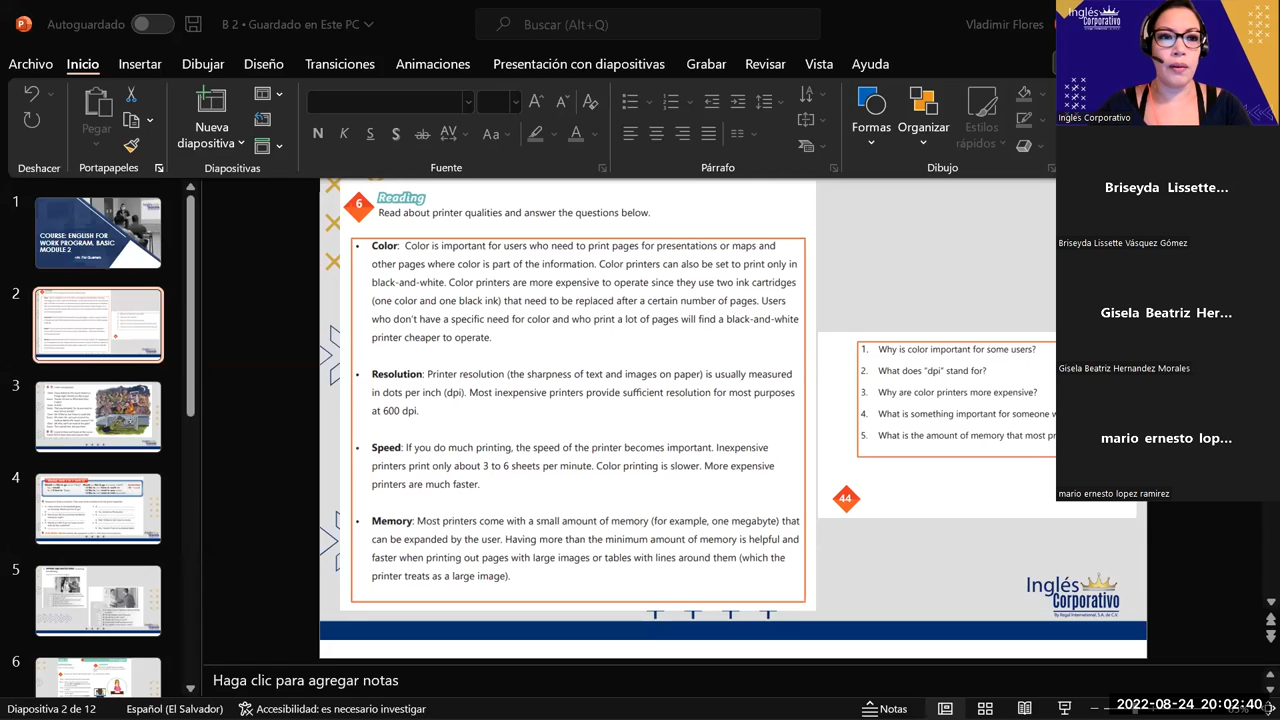 Autoguardado
B 2 • Guardado en Este PC
Buscar (Alt+Q)
Vladimir Flores
Archivo
Inicio
Insertar
Dibujar
Diseño
Transiciones
Animaciones
Presentación con diapositivas
Grabar
Revisar
Vista
Ayuda
Pegar
Nueva
diapositiva
N K S S ab AV Aa A
Formas
Organizar
Estilos
rápidos
Deshacer
Portapapeles
Diapositivas
Fuente
Párrafo
Dibujo
Inglés
Corporativo
Inglés Corporativo
Briseyda Lissette...
Briseyda Lissette Vásquez Gómez
Gisela Beatriz Her...
Gisela Beatriz Hernandez Morales
mario ernesto lop...
mario ernesto lopez ramirez
1
COURSE: ENGLISH FOR
WORK PROGRAM. BASIC
MODULE 2
2
3
4
5
6
6
Reading
Read about printer qualities and answer the questions below.
• Color: Color is important for users who need to print pages for presentations or maps and
other pages where color is part of the information. Color printers can also be set to print only in
black-and-white. Color printers are more expensive to operate since they use two ink cartridges
(one color and one black ink) that need to be replaced after a certain number of pages. Users
who don't have a specific need for color and who print a lot of pages will find a black-and-white
printer cheaper to operate.
• Resolution: Printer resolution (the sharpness of text and images on paper) is usually measured
in dots per inch (dpi). Most inexpensive printers provide sufficient resolution for most purposes
at 600 dpi.
• Speed: If you do much printing, the speed of the printer becomes important. Inexpensive
printers print only about 3 to 6 sheets per minute. Color printing is slower. More expensive
printers are much faster.
• Memory: Most printers come with a small amount of memory (for example, one megabyte) that
can be expanded by the user. Having more than the minimum amount of memory is helpful and
faster when printing out pages with large images or tables with lines around them (which the
printer treats as a large image).
1. Why is color important for some users?
2. What does "dpi" stand for?
3. Why are color printers more expensive?
4. What is something important for someone w
5. What is the amount of memory that most pr
44
Inglés
Corporativo
By Regal International, S.A. de C.V.
Haga clic para agregar notas
Diapositiva 2 de 12
Español (El Salvador)
Accesibilidad: es necesario investigar
Notas
2022-08-24 20:02:40